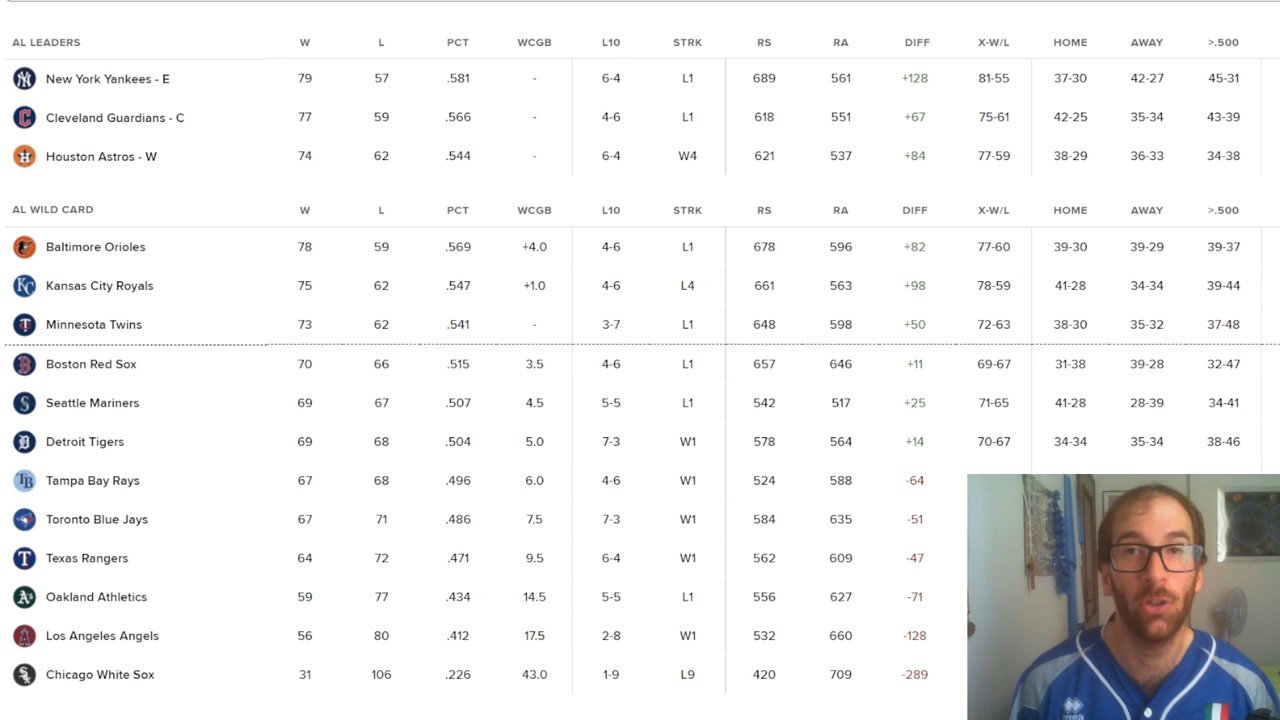 AL LEADERS W L PCT WCGB L10 STRK RS RA DIFF X-W/L HOME AWAY >.500
New York Yankees - E 79 57 .581 - 6-4 L1 689 561 +128 81-55 37-30 42-27 45-31
Cleveland Guardians - C 77 59 .566 - 4-6 L1 618 551 +67 75-61 42-25 35-34 43-39
Houston Astros - W 74 62 .544 - 6-4 W4 621 537 +84 77-59 38-29 36-33 34-38
AL WILD CARD W L PCT WCGB L10 STRK RS RA DIFF X-W/L HOME AWAY >.500
Baltimore Orioles 78 59 .569 +4.0 4-6 L1 678 596 +82 77-60 39-30 39-29 39-37
Kansas City Royals 75 62 .547 +1.0 4-6 L4 661 563 +98 78-59 41-28 34-34 39-44
Minnesota Twins 73 62 .541 - 3-7 L1 648 598 +50 72-63 38-30 35-32 37-48
Boston Red Sox 70 66 .515 3.5 4-6 L1 657 646 +11 69-67 31-38 39-28 32-47
Seattle Mariners 69 67 .507 4.5 5-5 L1 542 517 +25 71-65 41-28 28-39 34-41
Detroit Tigers 69 68 .504 5.0 7-3 W1 578 564 +14 70-67 34-34 35-34 38-46
Tampa Bay Rays 67 68 .496 6.0 4-6 W1 524 588 -64
Toronto Blue Jays 67 71 .486 7.5 7-3 W1 584 635 -51
Texas Rangers 64 72 .471 9.5 6-4 W1 562 609 -47
Oakland Athletics 59 77 .434 14.5 5-5 L1 556 627 -71
Los Angeles Angels 56 80 .412 17.5 2-8 W1 532 660 -128
Chicago White Sox 31 106 .226 43.0 1-9 L9 420 709 -289